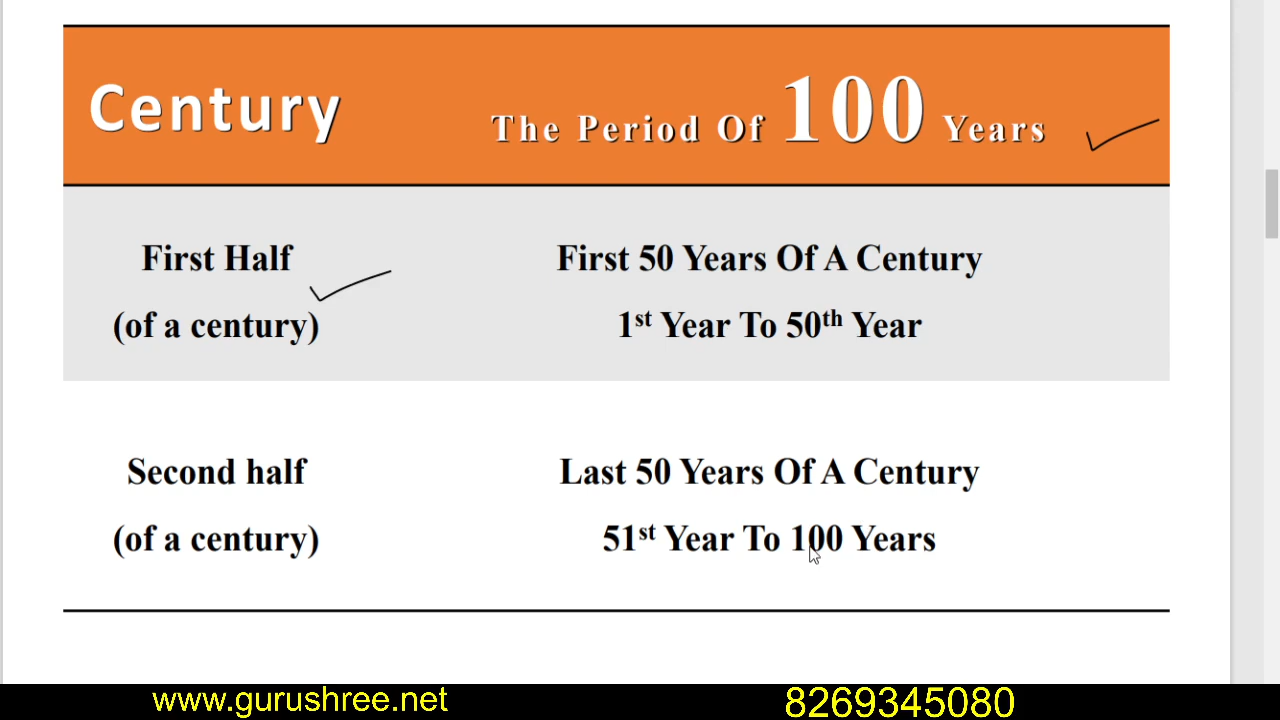 Century
The Period Of 100 Years
First Half
(of a century)
First 50 Years Of A Century
1st Year To 50th Year
Second half
(of a century)
Last 50 Years Of A Century
51st Year To 100 Years
www.gurushree.net
8269345080